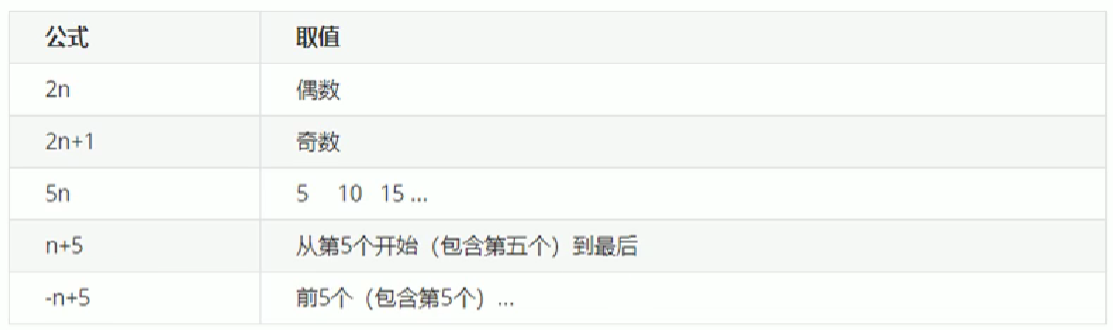 公式 取值
2n 偶数
2n+1 奇数
5n 5 10 15 ...
n+5 从第5个开始（包含第五个）到最后
-n+5 前5个（包含第5个）...